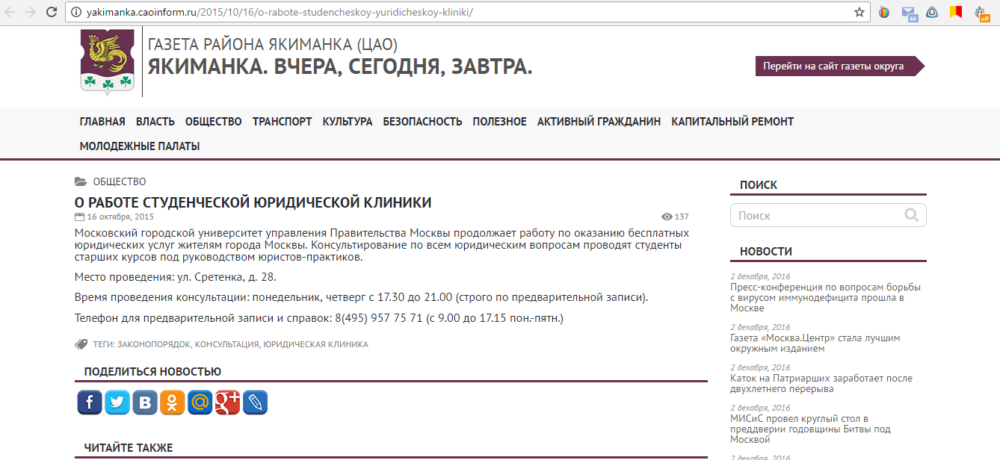 yakimanka.caoinform.ru/2015/10/16/o-rabote-studencheskoy-yuridicheskoy-kliniki/
44
off
ГАЗЕТА РАЙОНА ЯКИМАНКА (ЦАО)
ЯКИМАНКА. ВЧЕРА, СЕГОДНЯ, ЗАВТРА.
Перейти на сайт газеты округа
ГЛАВНАЯ ВЛАСТЬ ОБЩЕСТВО ТРАНСПОРТ КУЛЬТУРА БЕЗОПАСНОСТЬ ПОЛЕЗНОЕ АКТИВНЫЙ ГРАЖДАНИН КАПИТАЛЬНЫЙ РЕМОНТ
МОЛОДЕЖНЫЕ ПАЛАТЫ
ОБЩЕСТВО
О РАБОТЕ СТУДЕНЧЕСКОЙ ЮРИДИЧЕСКОЙ КЛИНИКИ
16 октября, 2015
137
Московский городской университет управления Правительства Москвы продолжает работу по оказанию бесплатных
юридических услуг жителям города Москвы. Консультирование по всем юридическим вопросам проводят студенты
старших курсов под руководством юристов-практиков.
Место проведения: ул. Сретенка, д. 28.
Время проведения консультации: понедельник, четверг с 17.30 до 21.00 (строго по предварительной записи).
Телефон для предварительной записи и справок: 8(495) 957 75 71 (с 9.00 до 17.15 пон.-пятн.)
ТЕГИ: ЗАКОНОПОРЯДОК, КОНСУЛЬТАЦИЯ, ЮРИДИЧЕСКАЯ КЛИНИКА
ПОДЕЛИТЬСЯ НОВОСТЬЮ
ЧИТАЙТЕ ТАКЖЕ
ПОИСК
Поиск
НОВОСТИ
2 декабря, 2016
Пресс-конференция по вопросам борьбы
с вирусом иммунодефицита прошла в
Москве
2 декабря, 2016
Газета «Москва.Центр» стала лучшим
окружным изданием
2 декабря, 2016
Каток на Патриарших заработает после
двухлетнего перерыва
2 декабря, 2016
МИСиС провел круглый стол в
преддверии годовщины Битвы под
Москвой
2 декабря, 2016